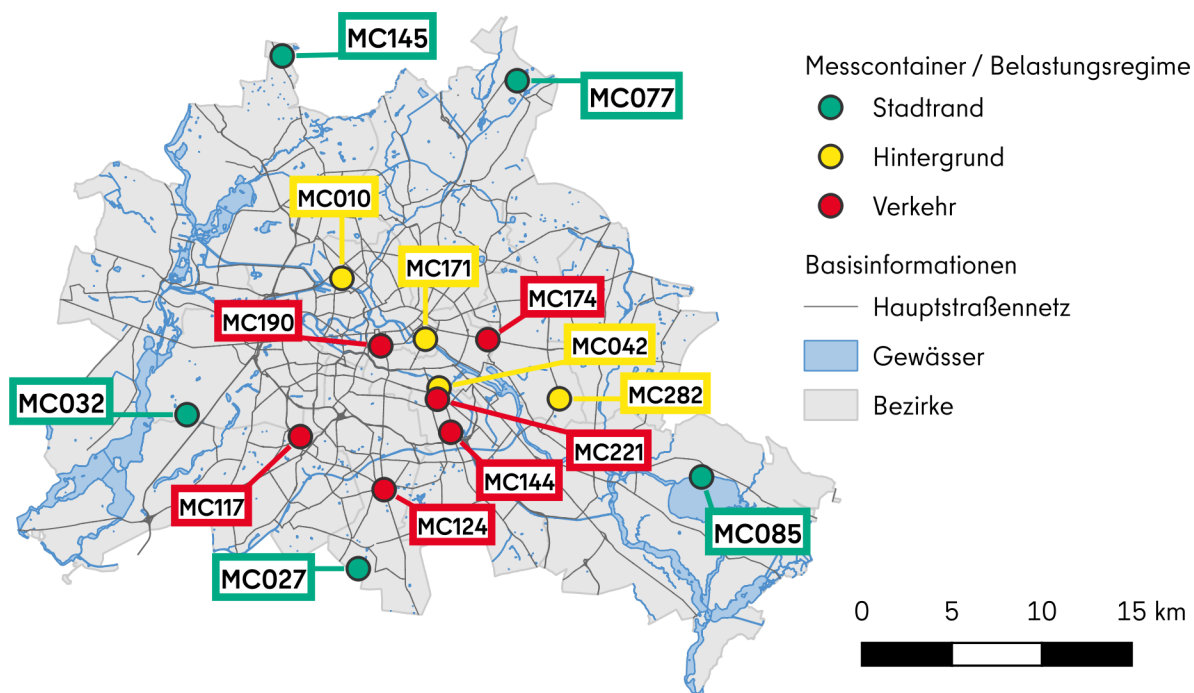 MC145
MC077
MC010
MC171
MC174
MC190
MC042
MC032
MC282
MC221
MC144
MC117
MC124
MC085
MC027
Messcontainer / Belastungsregime
Stadtrand
Hintergrund
Verkehr
Basisinformationen
Hauptstraßennetz
Gewässer
Bezirke
0 5 10 15 km